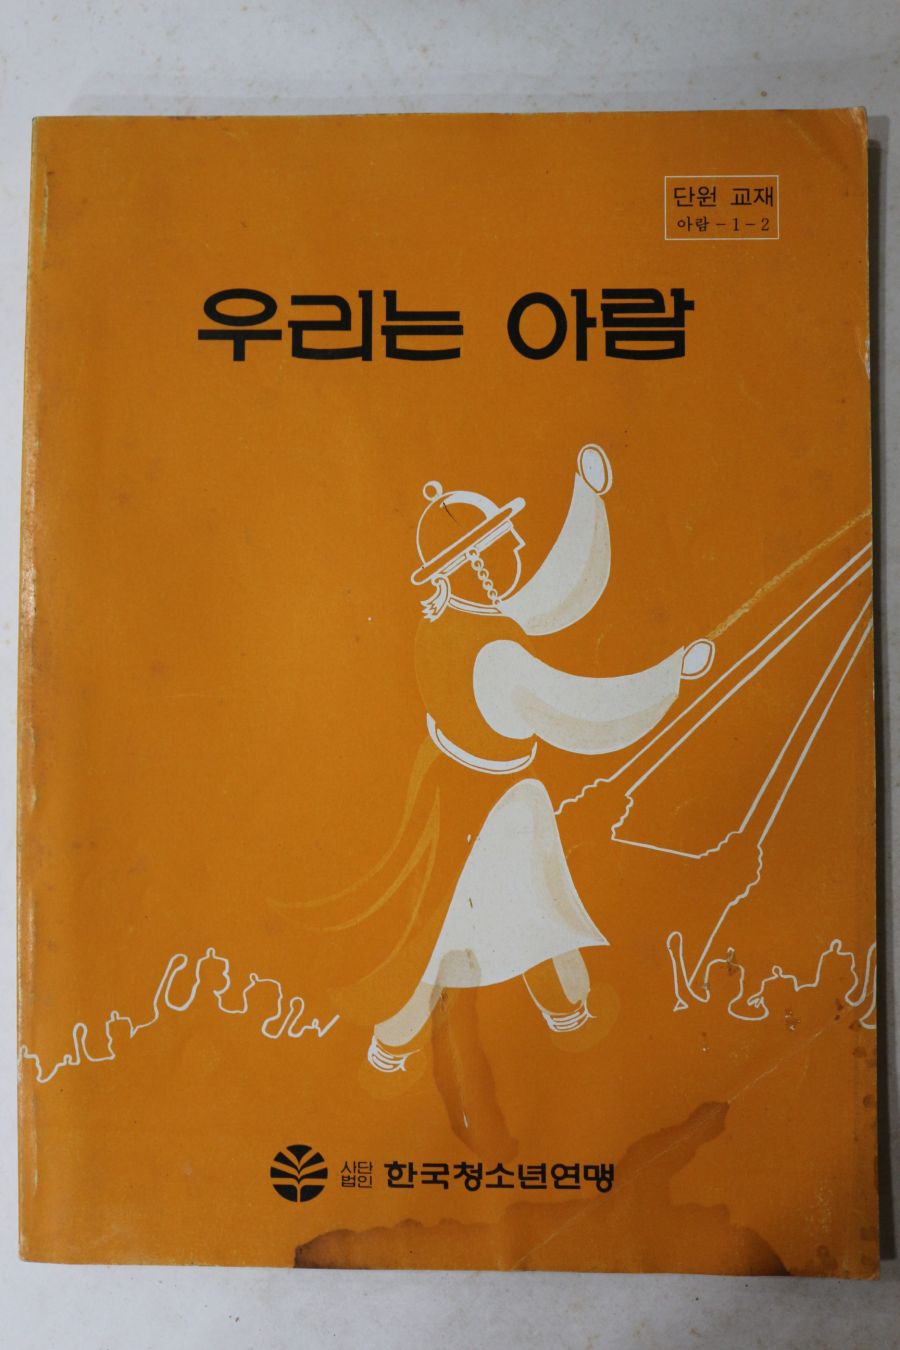 단원 교재
아람 - 1 - 2
우리는 아람
사단
법인
한국청소년연맹